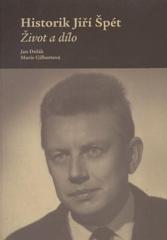 Historik Jiří Špét
Život a dílo
Jan Dolák
Marie Gilbertová